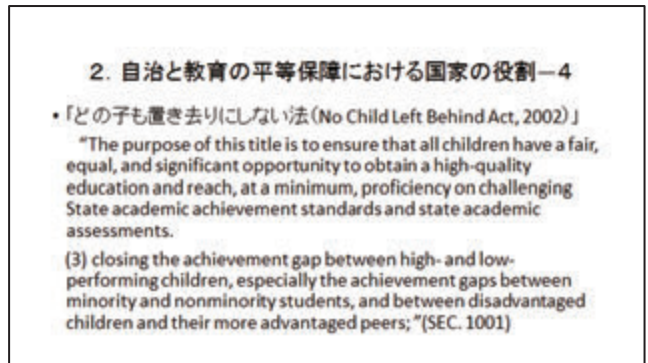 ２．自治と教育の平等保障における国家の役割－４
• 「どの子も置き去りにしない法（No Child Left Behind Act, 2002）」
“The purpose of this title is to ensure that all children have a fair,
equal, and significant opportunity to obtain a high-quality
education and reach, at a minimum, proficiency on challenging
State academic achievement standards and state academic
assessments.
(3) closing the achievement gap between high- and low-
performing children, especially the achievement gaps between
minority and nonminority students, and between disadvantaged
children and their more advantaged peers; ”(SEC. 1001)